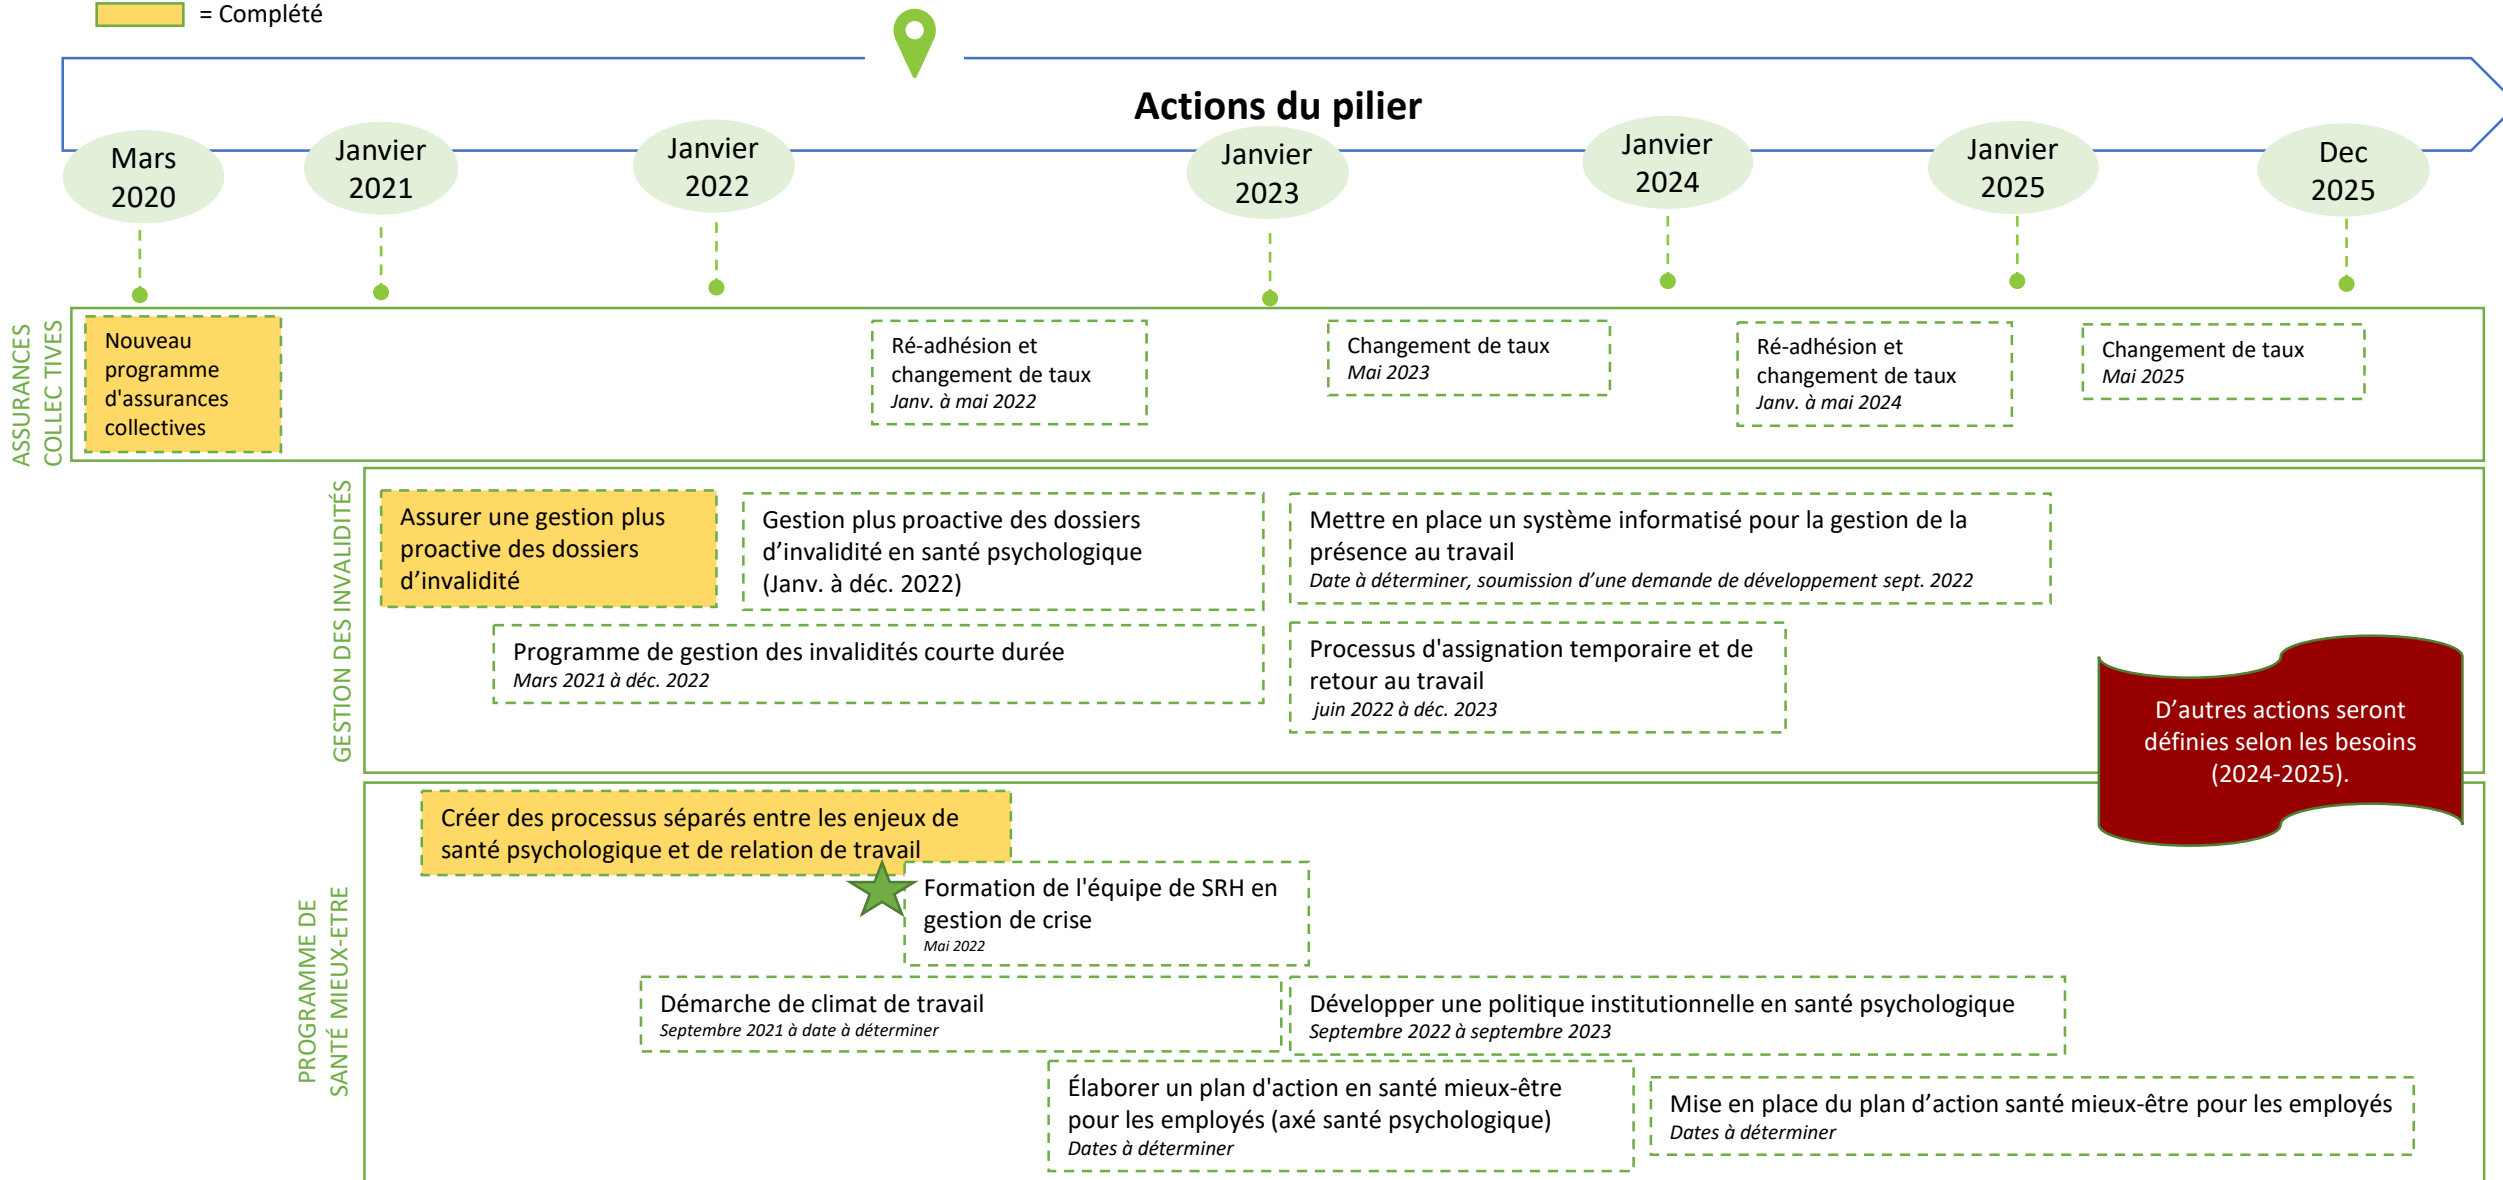 = Complété
Actions du pilier
Mars
2020
Janvier
2021
Janvier
2022
Janvier
2023
Janvier
2024
Janvier
2025
Dec
2025
ASSURANCES
COLLEC TIVES
Nouveau
programme
d'assurances
collectives
Ré-adhésion et
changement de taux
Janv. à mai 2022
Changement de taux
Mai 2023
Ré-adhésion et
changement de taux
Janv. à mai 2024
Changement de taux
Mai 2025
GESTION DES INVALIDITÉS
Assurer une gestion plus
proactive des dossiers
d’invalidité
Gestion plus proactive des dossiers
d’invalidité en santé psychologique
(Janv. à déc. 2022)
Mettre en place un système informatisé pour la gestion de la
présence au travail
Date à déterminer, soumission d’une demande de développement sept. 2022
Programme de gestion des invalidités courte durée
Mars 2021 à déc. 2022
Processus d'assignation temporaire et de
retour au travail
juin 2022 à déc. 2023
D’autres actions seront
définies selon les besoins
(2024-2025).
PROGRAMME DE
SANTÉ MIEUX-ETRE
Créer des processus séparés entre les enjeux de
santé psychologique et de relation de travail
Formation de l'équipe de SRH en
gestion de crise
Mai 2022
Démarche de climat de travail
Septembre 2021 à date à déterminer
Développer une politique institutionnelle en santé psychologique
Septembre 2022 à septembre 2023
Élaborer un plan d'action en santé mieux-être
pour les employés (axé santé psychologique)
Dates à déterminer
Mise en place du plan d’action santé mieux-être pour les employés
Dates à déterminer